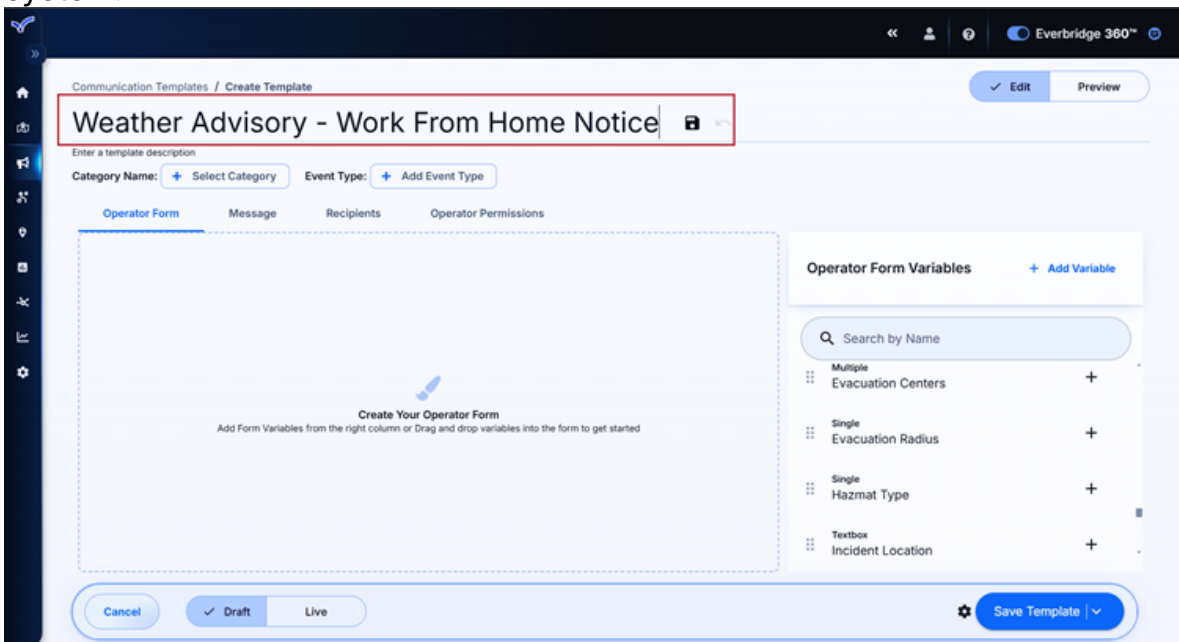 Everbridge 360™
Communication Templates / Create Template
Edit
Preview
Weather Advisory - Work From Home Notice
Enter a template description
Category Name: + Select Category Event Type: + Add Event Type
Operator Form Message Recipients Operator Permissions
Operator Form Variables + Add Variable
Search by Name
Multiple
Evacuation Centers
Single
Evacuation Radius
Single
Hazmat Type
Textbox
Incident Location
Create Your Operator Form
Add Form Variables from the right column or Drag and drop variables into the form to get started
Cancel Draft Live Save Template